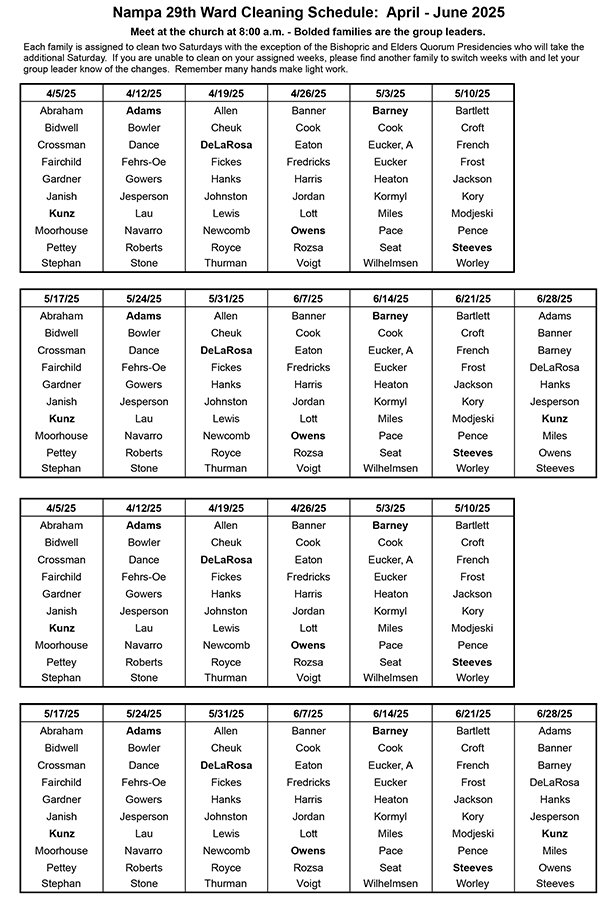 Nampa 29th Ward Cleaning Schedule:  April - June 2025
Meet at the church at 8:00 a.m. - Bolded families are the group leaders.
Each family is assigned to clean two Saturdays with the exception of the Bishopric and Elders Quorum Presidencies who will take the
additional Saturday.  If you are unable to clean on your assigned weeks, please find another family to switch weeks with and let your
group leader know of the changes.  Remember many hands make light work.
4/5/25 4/12/25 4/19/25 4/26/25 5/3/25 5/10/25
Abraham Adams Allen Banner Barney Bartlett
Bidwell Bowler Cheuk Cook Cook Croft
Crossman Dance DeLaRosa Eaton Eucker, A French
Fairchild Fehrs-Oe Fickes Fredricks Eucker Frost
Gardner Gowers Hanks Harris Heaton Jackson
Janish Jesperson Johnston Jordan Kormyl Kory
Kunz Lau Lewis Lott Miles Modjeski
Moorhouse Navarro Newcomb Owens Pace Pence
Pettey Roberts Royce Rozsa Seat Steeves
Stephan Stone Thurman Voigt Wilhelmsen Worley
5/17/25 5/24/25 5/31/25 6/7/25 6/14/25 6/21/25 6/28/25
Abraham Adams Allen Banner Barney Bartlett Adams
Bidwell Bowler Cheuk Cook Cook Croft Banner
Crossman Dance DeLaRosa Eaton Eucker, A French Barney
Fairchild Fehrs-Oe Fickes Fredricks Eucker Frost DeLaRosa
Gardner Gowers Hanks Harris Heaton Jackson Hanks
Janish Jesperson Johnston Jordan Kormyl Kory Jesperson
Kunz Lau Lewis Lott Miles Modjeski Kunz
Moorhouse Navarro Newcomb Owens Pace Pence Miles
Pettey Roberts Royce Rozsa Seat Steeves Owens
Stephan Stone Thurman Voigt Wilhelmsen Worley Steeves
4/5/25 4/12/25 4/19/25 4/26/25 5/3/25 5/10/25
Abraham Adams Allen Banner Barney Bartlett
Bidwell Bowler Cheuk Cook Cook Croft
Crossman Dance DeLaRosa Eaton Eucker, A French
Fairchild Fehrs-Oe Fickes Fredricks Eucker Frost
Gardner Gowers Hanks Harris Heaton Jackson
Janish Jesperson Johnston Jordan Kormyl Kory
Kunz Lau Lewis Lott Miles Modjeski
Moorhouse Navarro Newcomb Owens Pace Pence
Pettey Roberts Royce Rozsa Seat Steeves
Stephan Stone Thurman Voigt Wilhelmsen Worley
5/17/25 5/24/25 5/31/25 6/7/25 6/14/25 6/21/25 6/28/25
Abraham Adams Allen Banner Barney Bartlett Adams
Bidwell Bowler Cheuk Cook Cook Croft Banner
Crossman Dance DeLaRosa Eaton Eucker, A French Barney
Fairchild Fehrs-Oe Fickes Fredricks Eucker Frost DeLaRosa
Gardner Gowers Hanks Harris Heaton Jackson Hanks
Janish Jesperson Johnston Jordan Kormyl Kory Jesperson
Kunz Lau Lewis Lott Miles Modjeski Kunz
Moorhouse Navarro Newcomb Owens Pace Pence Miles
Pettey Roberts Royce Rozsa Seat Steeves Owens
Stephan Stone Thurman Voigt Wilhelmsen Worley Steeves